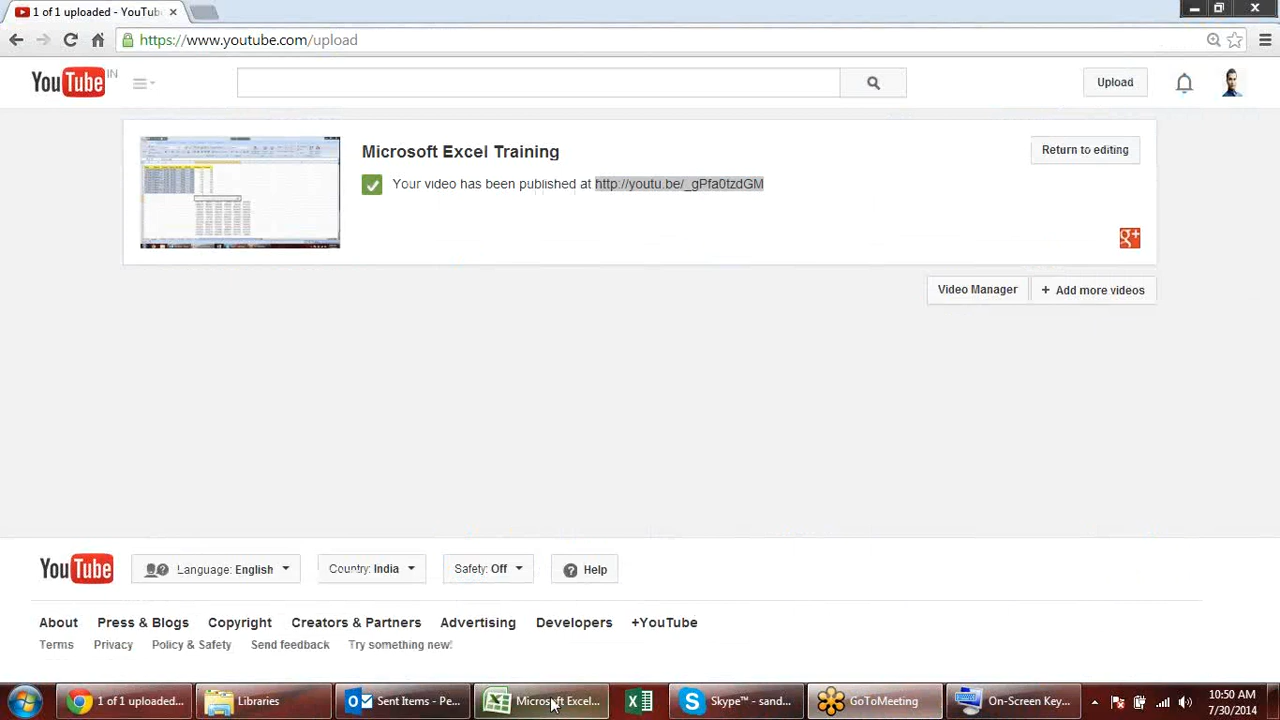 1 of 1 uploaded - YouTub
https://www.youtube.com/upload
YouTube IN
Upload
Microsoft Excel Training
Return to editing
Your video has been published at http://youtu.be/_gPfa0tzdGM
g+
Video Manager
+ Add more videos
YouTube
Language: English
Country: India
Safety: Off
Help
About Press & Blogs Copyright Creators & Partners Advertising Developers +YouTube
Terms Privacy Policy & Safety Send feedback Try something new!
1 of 1 uploaded...
Libraries
Sent Items - Pe...
Microsoft Excel...
Skype™ - sand...
GoToMeeting
On-Screen Key...
10:50 AM
7/30/2014